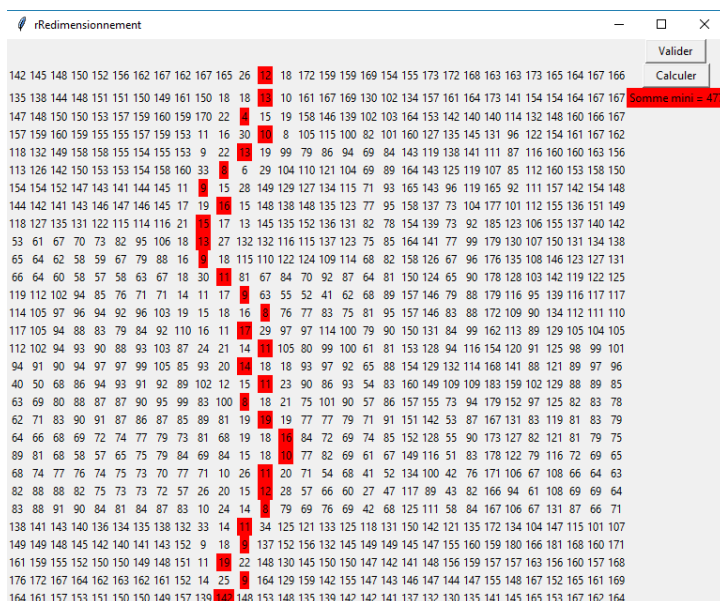 rRedimensionnement
Valider
142 145 148 150 152 156 162 167 162 167 165 26 12 18 172 159 159 169 154 155 173 172 168 163 163 173 165 164 167 166 Calculer
135 138 144 148 151 151 150 149 161 150 18 18 13 10 161 167 169 130 102 134 157 161 164 173 141 154 154 164 167 167 Somme mini = 47
147 148 150 150 153 157 159 160 159 170 22 4 15 19 158 146 139 102 103 164 153 142 140 140 114 132 148 160 166 167
157 159 160 159 155 155 157 159 153 11 16 30 10 8 105 115 100 82 101 160 127 135 145 131 96 122 154 161 167 162
118 132 149 158 158 155 154 155 153 9 22 13 19 99 79 86 94 69 84 143 119 138 141 111 87 116 160 160 163 156
113 126 142 150 153 153 154 158 160 33 8 6 29 104 110 121 104 69 89 164 143 125 119 107 85 112 160 153 158 150
154 154 152 147 143 141 144 145 11 9 15 28 149 129 127 134 115 71 93 165 143 96 119 165 92 111 157 142 154 148
144 142 141 143 146 147 146 145 17 19 16 15 148 138 148 135 123 77 95 158 137 73 104 177 101 112 155 136 151 149
118 127 135 131 122 115 114 116 21 15 17 13 145 135 152 136 131 82 78 154 139 73 92 185 123 106 155 137 140 142
53 61 67 70 73 82 95 106 18 13 27 132 132 116 115 137 123 75 85 164 141 77 99 179 130 107 150 131 134 138
65 64 62 58 59 67 79 88 16 9 18 115 110 122 124 109 114 68 82 158 126 67 96 176 135 108 146 123 127 131
66 64 60 58 57 58 63 67 18 30 11 81 67 84 70 92 87 64 81 150 124 65 90 178 128 103 142 119 122 125
119 112 102 94 85 76 71 71 14 11 17 9 63 55 52 41 62 68 89 157 146 79 88 179 116 95 139 116 117 117
114 105 97 96 94 92 96 103 19 15 18 16 8 76 77 83 75 81 95 157 146 83 88 172 109 90 134 112 111 110
117 105 94 88 83 79 84 92 110 16 11 17 29 97 97 114 100 79 90 150 131 84 99 162 113 89 129 105 104 105
112 102 94 93 90 88 93 103 87 24 21 14 11 105 80 99 100 61 81 153 128 94 116 154 120 91 125 98 99 101
94 91 90 94 97 97 99 105 85 93 20 14 18 18 93 97 92 65 88 154 129 132 114 168 141 88 121 89 97 96
40 50 68 86 94 93 91 92 89 102 12 15 11 23 90 86 93 54 83 160 149 109 109 183 159 102 129 88 89 85
63 69 80 88 87 87 90 95 99 83 100 8 18 21 75 101 90 57 86 157 155 73 94 179 152 97 125 82 83 78
62 71 83 90 91 87 86 87 85 89 81 19 19 19 77 77 79 71 91 151 142 53 87 167 131 83 119 81 83 79
64 66 68 69 72 74 77 79 73 81 68 19 18 16 84 72 69 74 85 152 128 55 90 173 127 82 121 81 79 75
89 81 68 58 57 65 75 79 84 69 84 15 18 10 77 82 69 61 67 149 116 51 83 178 122 79 116 72 69 65
68 74 77 76 74 75 73 70 77 71 10 26 11 20 71 54 68 41 52 134 100 42 76 171 106 67 108 66 64 63
82 88 88 82 75 73 73 72 57 26 20 15 12 28 57 66 60 27 47 117 89 43 82 166 94 61 108 69 69 64
83 88 91 90 84 81 84 87 83 10 24 14 8 79 69 76 69 42 68 125 111 58 84 167 106 67 131 87 66 71
138 141 143 140 136 134 135 138 132 33 14 11 34 125 121 133 125 118 131 150 142 121 135 172 134 104 147 115 101 107
149 149 148 145 142 140 141 143 152 9 18 9 137 152 156 132 145 149 149 145 147 155 160 159 180 166 181 168 160 171
161 159 155 152 150 150 149 148 151 11 19 22 148 130 145 150 150 147 142 141 148 156 159 157 157 163 156 160 157 168
176 172 167 164 162 163 162 161 152 14 25 9 164 129 159 142 155 147 143 146 147 144 147 155 148 167 152 165 161 169
164 161 157 153 151 150 150 149 157 139 142 148 153 148 135 139 142 142 141 137 132 130 135 141 145 165 153 167 162 164